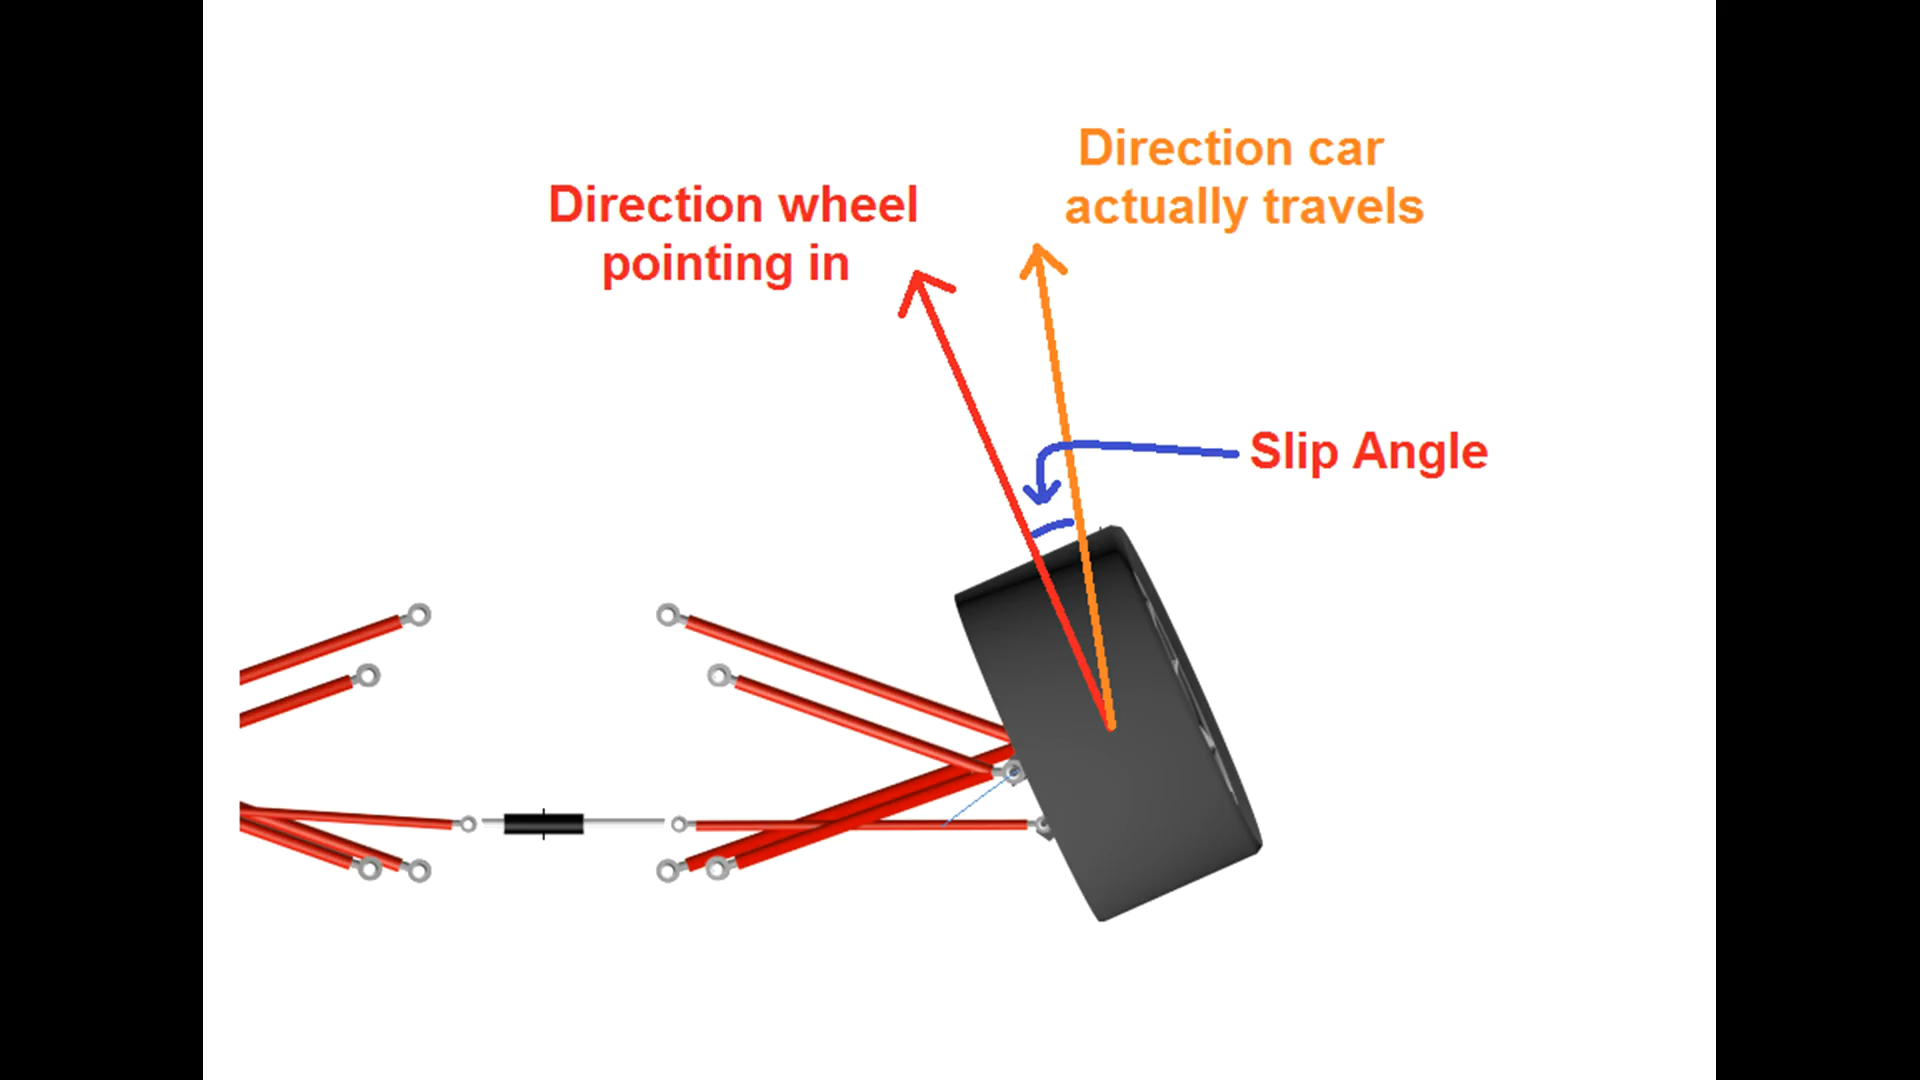 Direction car
actually travels
Direction wheel
pointing in
Slip Angle